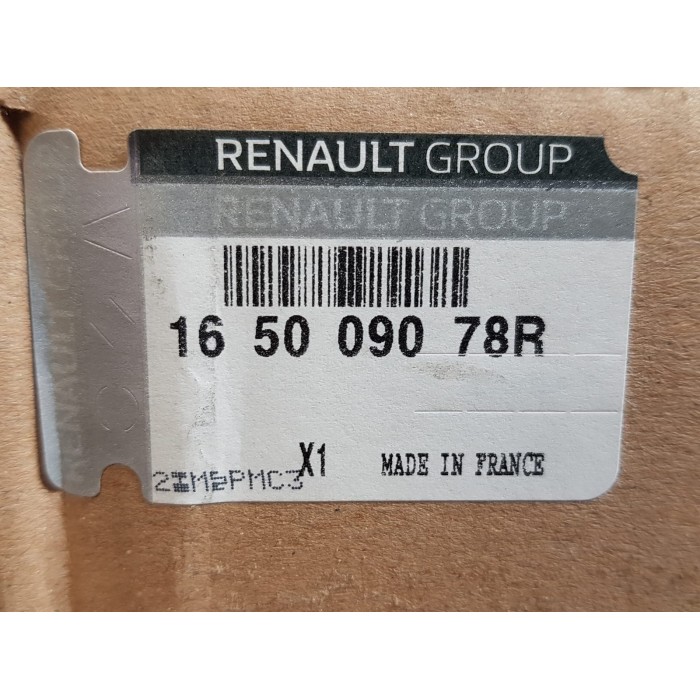 RENAULT GROUP
RENAULT GROUP
16 50 090 78R
X1
MADE IN FRANCE